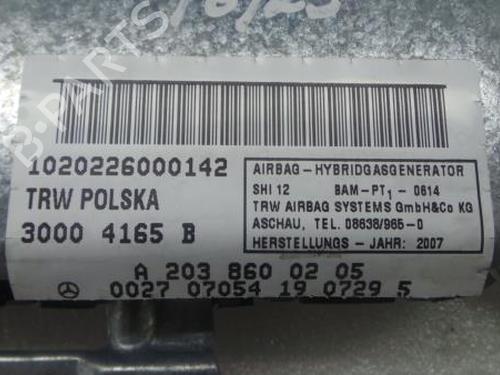 B-PARTS
1020226000142
TRW POLSKA
3000 4165 B
AIRBAG-HYBRIDGASGENERATOR
SHI 12 BAM-PT1-0614
TRW AIRBAG SYSTEMS GmbH&Co KG
ASCHAU, TEL. 08638/965-0
HERSTELLUNGS - JAHR: 2007
A 203 860 02 05
0027 07054 19 0729 5